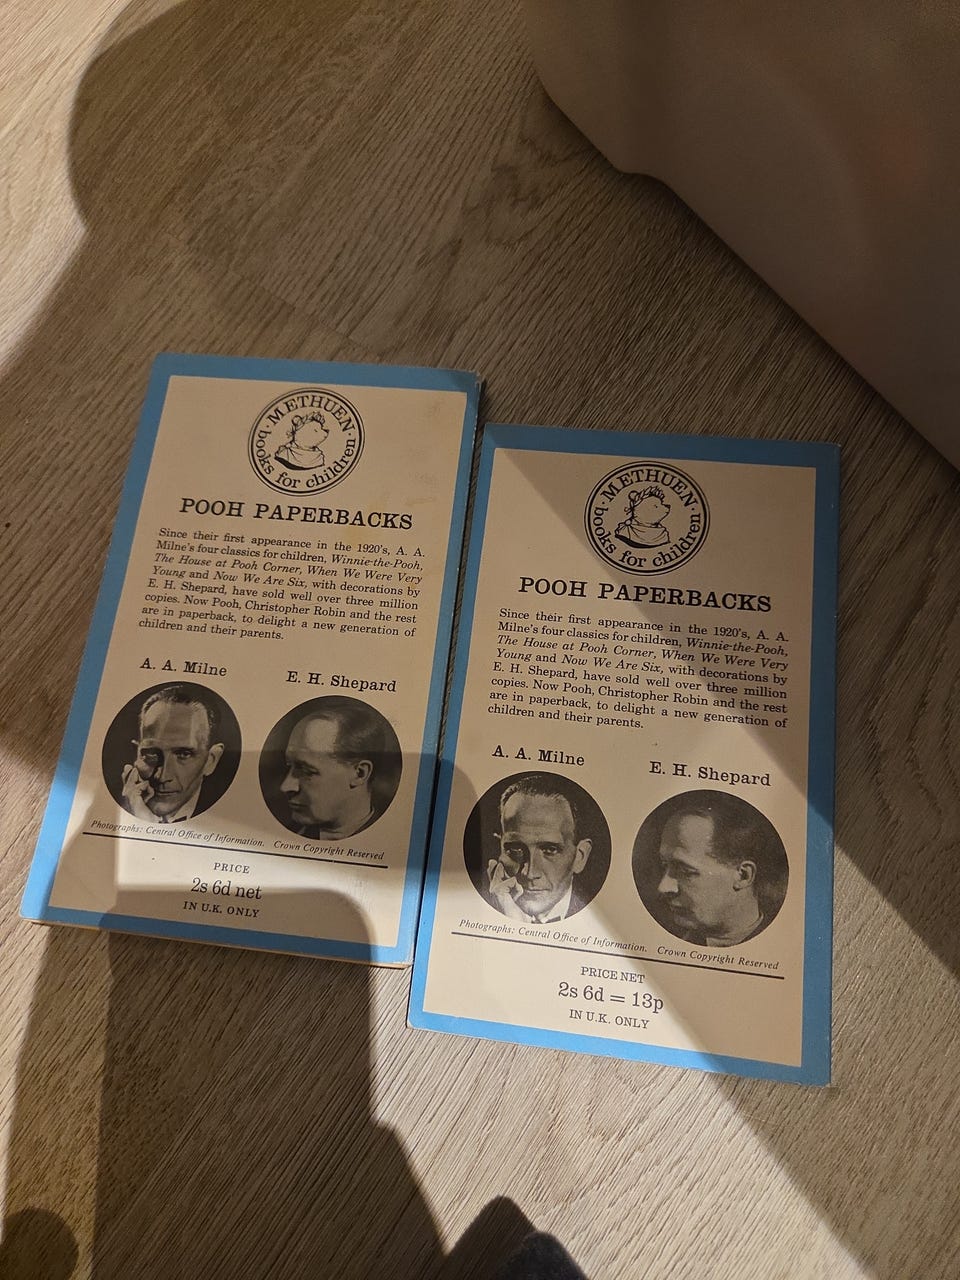 METHUEN
books for children
POOH PAPERBACKS
Since their first appearance in the 1920's, A. A.
Milne's four classics for children, Winnie-the-Pooh,
The House at Pooh Corner, When We Were Very
Young and Now We Are Six, with decorations by
E. H. Shepard, have sold well over three million
copies. Now Pooh, Christopher Robin and the rest
are in paperback, to delight a new generation of
children and their parents.
A. A. Milne
E. H. Shepard
Photographs: Central Office of Information. Crown Copyright Reserved
PRICE
2s 6d net
IN U.K. ONLY
METHUEN
books for children
POOH PAPERBACKS
Since their first appearance in the 1920's, A. A.
Milne's four classics for children, Winnie-the-Pooh,
The House at Pooh Corner, When We Were Very
Young and Now We Are Six, with decorations by
E. H. Shepard, have sold well over three million
copies. Now Pooh, Christopher Robin and the rest
are in paperback, to delight a new generation of
children and their parents.
A. A. Milne
E. H. Shepard
Photographs: Central Office of Information. Crown Copyright Reserved
PRICE NET
2s 6d = 13p
IN U.K. ONLY